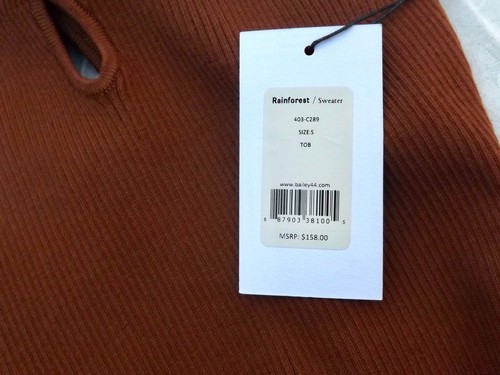 Rainforest / Sweater
403-C289
SIZE:S
TOB
www.bailey44.com
6 87903 38100 5
MSRP: $158.00